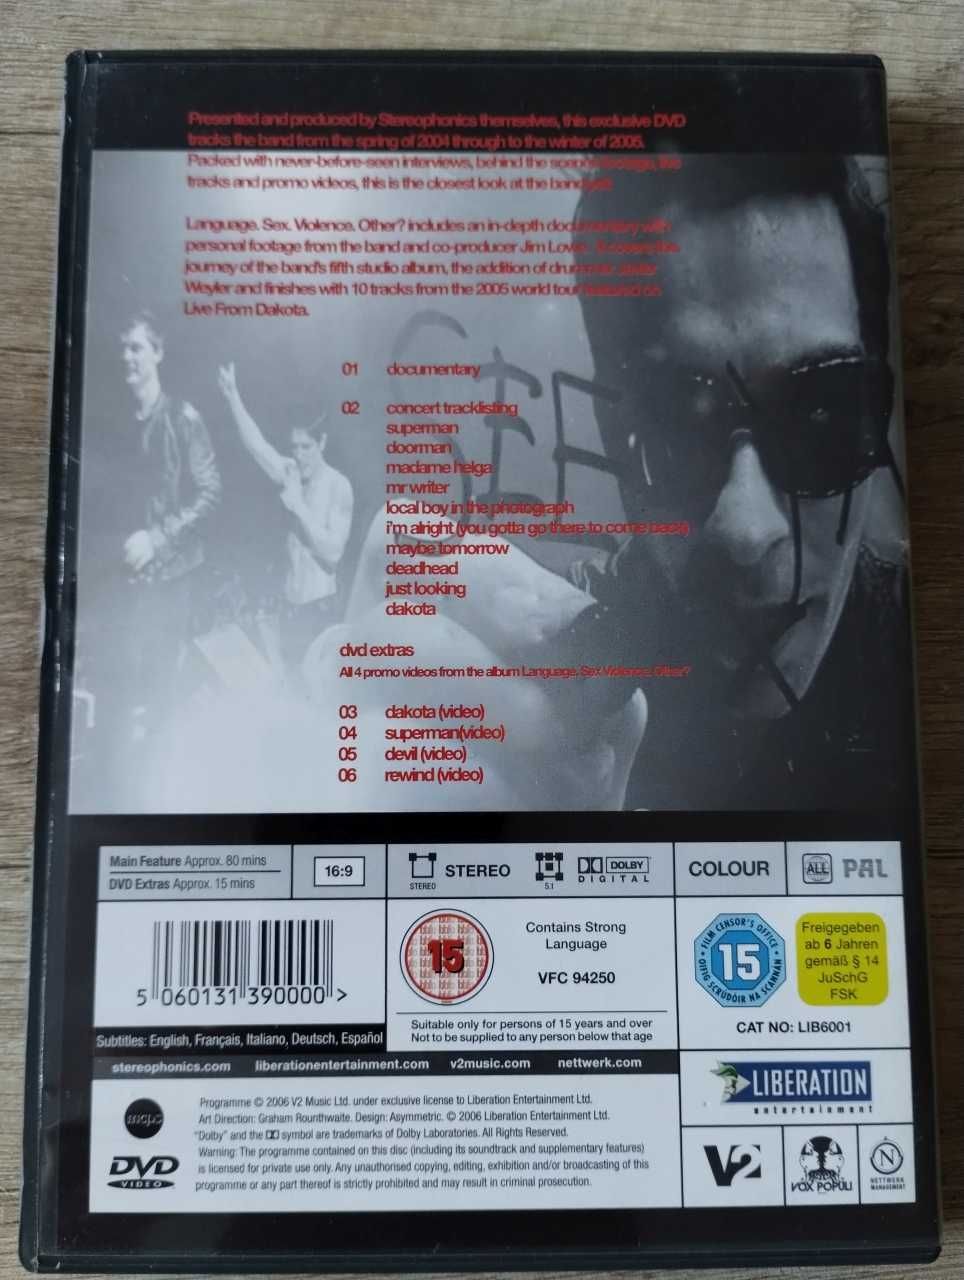 Presented and produced by Stereophonics themselves, this exclusive DVD
tracks the band from the spring of 2004 through to the winter of 2005.
Packed with never-before-seen interviews, behind the scenes footage, live
tracks and promo videos, this is the closest look at the band yet!
Language. Sex. Violence. Other? includes an in-depth documentary with
personal footage from the band and co-producer Jim Lowe. It covers the
journey of the band's fifth studio album, the addition of drummer
Weyler and finishes with 10 tracks from the 2005 world tour featured on
Live From Dakota.
01 documentary
02 concert tracklisting
superman
doorman
madame helga
mr writer
local boy in the photograph
i'm alright (you gotta go there to come back)
maybe tomorrow
deadhead
just looking
dakota
dvd extras
All 4 promo videos from the album Language. Sex. Violence. Other?
03 dakota (video)
04 superman(video)
05 devil (video)
06 rewind (video)
Main Feature Approx. 80 mins
DVD Extras Approx. 15 mins
16:9
STEREO
STEREO
5.1
DOLBY
DIGITAL
COLOUR
ALL
PAL
5 060131 390000 >
15
Contains Strong
Language
VFC 94250
Suitable only for persons of 15 years and over
Not to be supplied to any person below that age
FILM CENSOR'S OFFICE
15
OIFIG SCRÚDÓIR NA SCANNÁN
Freigegeben
ab 6 Jahren
gemäß § 14
JuSchG
FSK
CAT NO: LIB6001
Subtitles: English, Français, Italiano, Deutsch, Español
stereophonics.com liberationentertainment.com v2music.com nettwerk.com
LIBERATION
entertainment
mcps
Programme © 2006 V2 Music Ltd. under exclusive license to Liberation Entertainment Ltd.
Art Direction: Graham Rounthwaite. Design: Asymmetric. © 2006 Liberation Entertainment Ltd.
"Dolby" and the symbol are trademarks of Dolby Laboratories. All Rights Reserved.
Warning: The programme contained on this disc (including its soundtrack and supplementary features)
is licensed for private use only. Any unauthorised copying, editing, exhibition and/or broadcasting of this
programme or any part thereof is strictly prohibited and may result in criminal prosecution.
DVD
VIDEO
V2
VOX POPULI
N
NETTWERK
MANAGEMENT